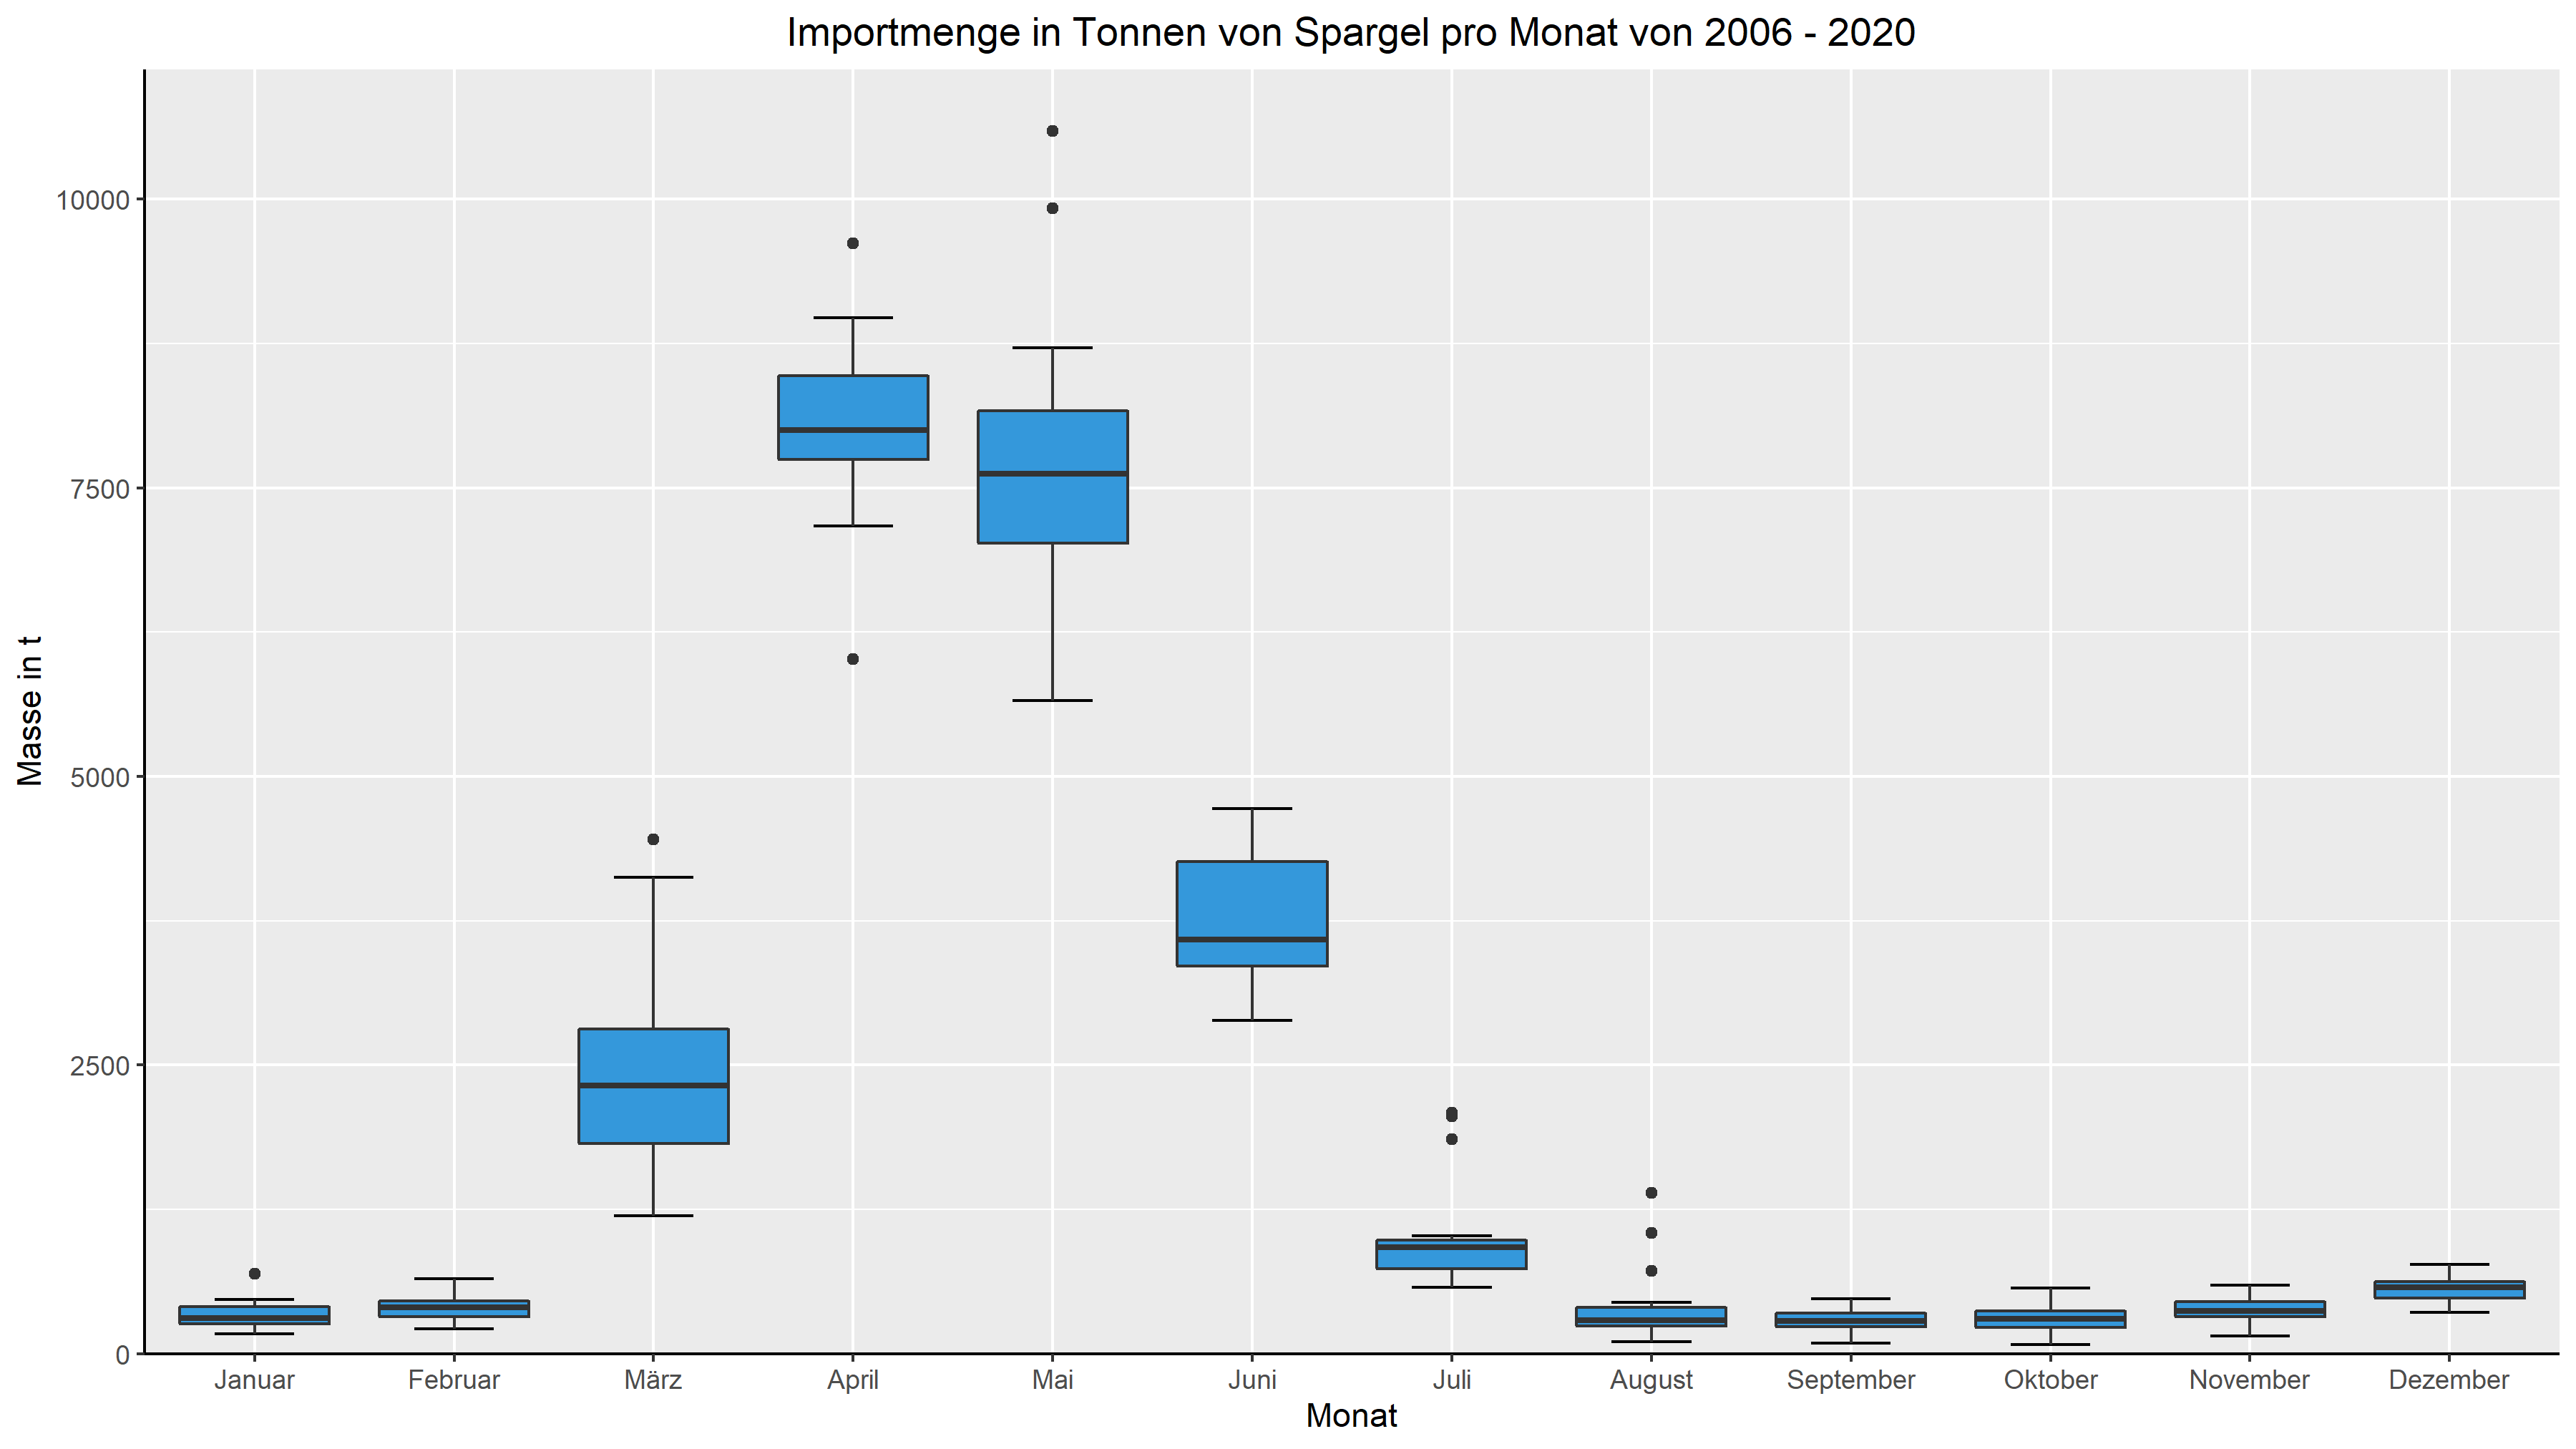 Importmenge in Tonnen von Spargel pro Monat von 2006 - 2020
10000
7500
5000
2500
0
Masse in t
Januar Februar März April Mai Juni Juli August September Oktober November Dezember
Monat